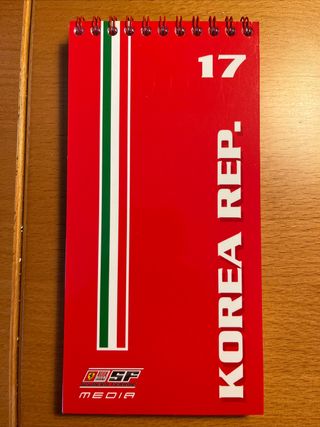 17
KOREA REP.
SF
MEDIA